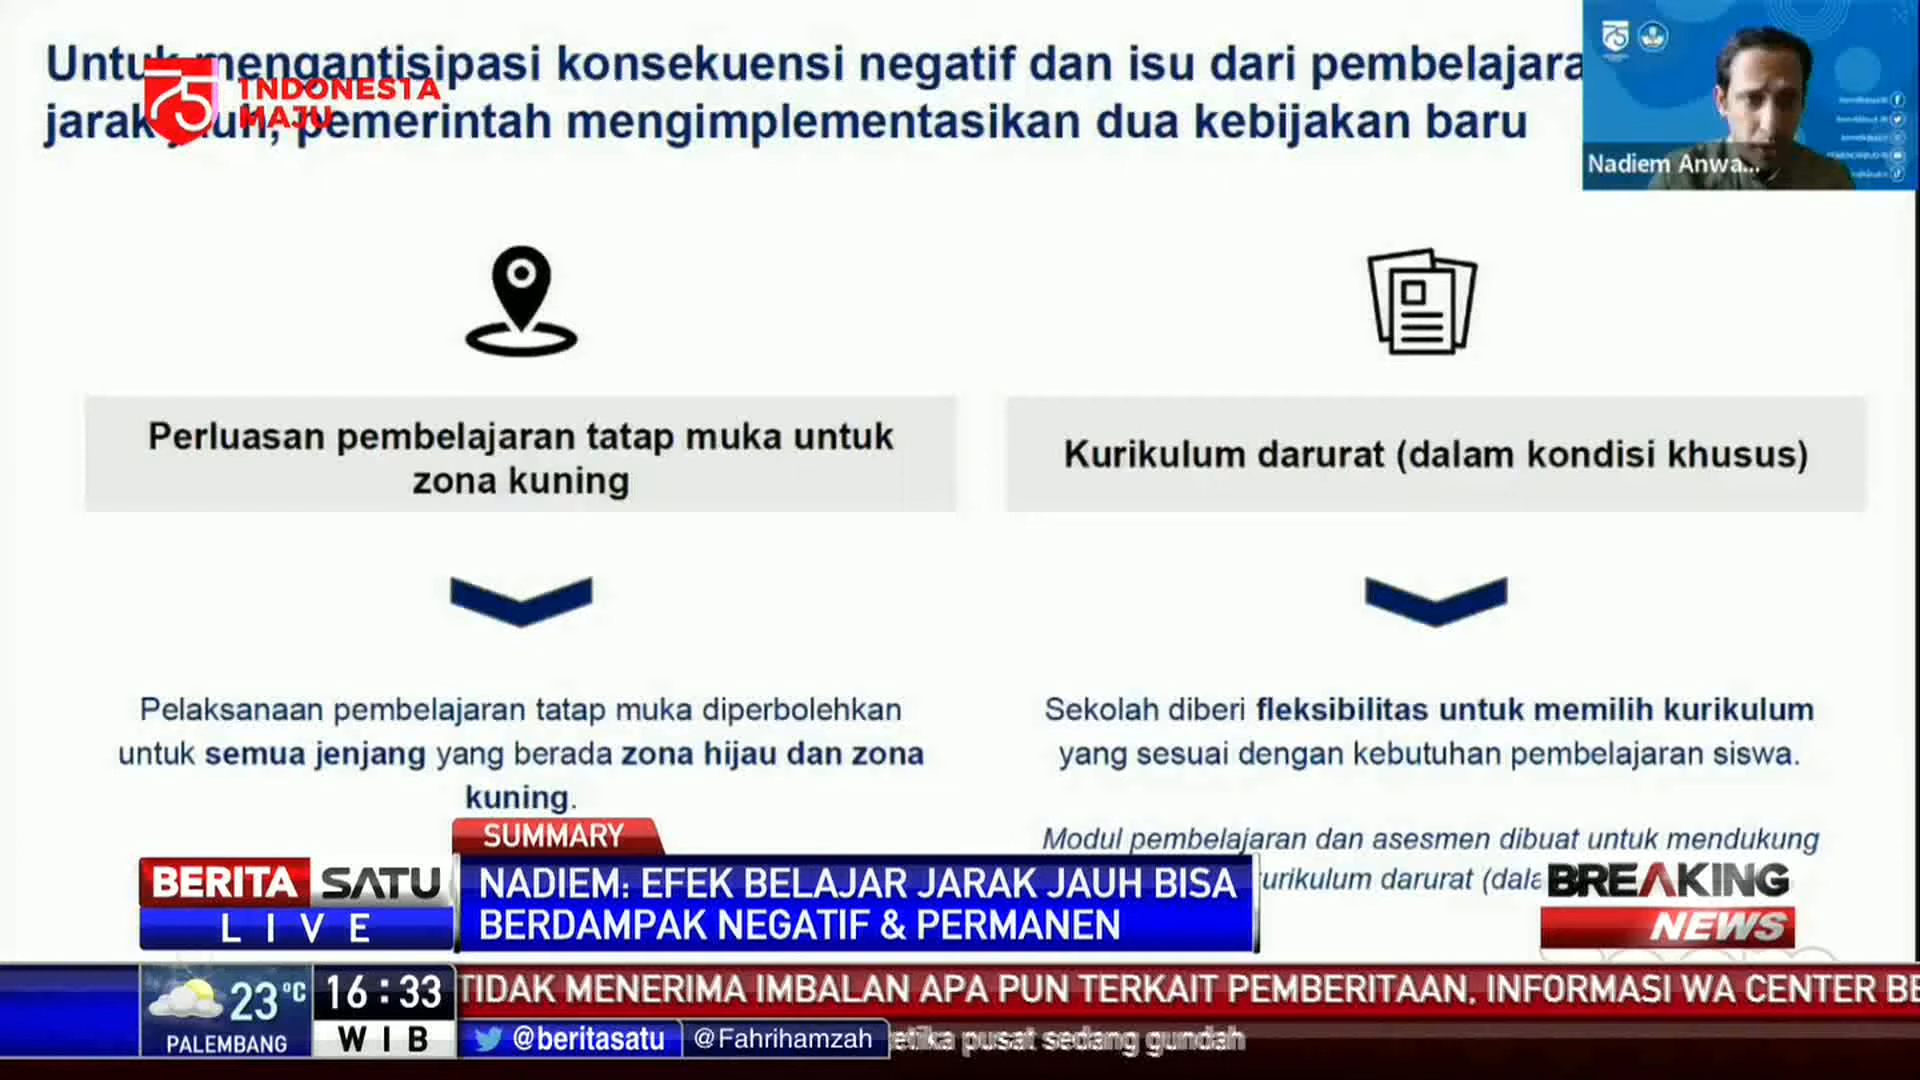 Untuk mengantisipasi konsekuensi negatif dan isu dari pembelajara
jarak jauh, pemerintah mengimplementasikan dua kebijakan baru
75 INDONESIA
MAJU
Nadiem Anwa...
Perluasan pembelajaran tatap muka untuk
zona kuning
Kurikulum darurat (dalam kondisi khusus)
Pelaksanaan pembelajaran tatap muka diperbolehkan
untuk semua jenjang yang berada zona hijau dan zona
kuning.
Sekolah diberi fleksibilitas untuk memilih kurikulum
yang sesuai dengan kebutuhan pembelajaran siswa.
Modul pembelajaran dan asesmen dibuat untuk mendukung
urikulum darurat (dala
SUMMARY
BERITA SATU
LIVE
NADIEM: EFEK BELAJAR JARAK JAUH BISA
BERDAMPAK NEGATIF & PERMANEN
BREAKING
NEWS
23°C
PALEMBANG
16:33
WIB
TIDAK MENERIMA IMBALAN APA PUN TERKAIT PEMBERITAAN. INFORMASI WA CENTER BE
@beritasatu @Fahrihamzah etika pusat sedang gundah